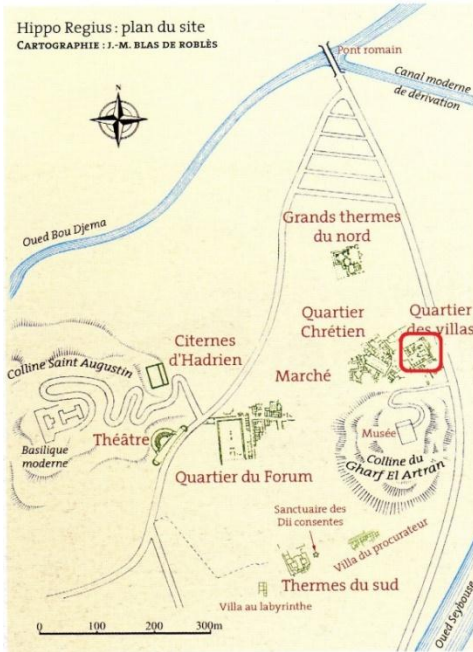 Hippo Regius : plan du site
CARTOGRAPHIE : J.-M. BLAS DE ROBLÈS
Pont romain
Canal moderne
de dérivation
Oued Bou Djema
Grands thermes
du nord
Quartier
Chrétien
Quartier
des villas
Citernes
d'Hadrien
Marché
Colline Saint Augustin
Théâtre
Basilique
moderne
Musée
Colline du
Gharf El Artran
Quartier du Forum
Sanctuaire des
Dii consentes
Villa du procurateur
Thermes du sud
Villa au labyrinthe
Oued Seybouse
0 100 200 300m